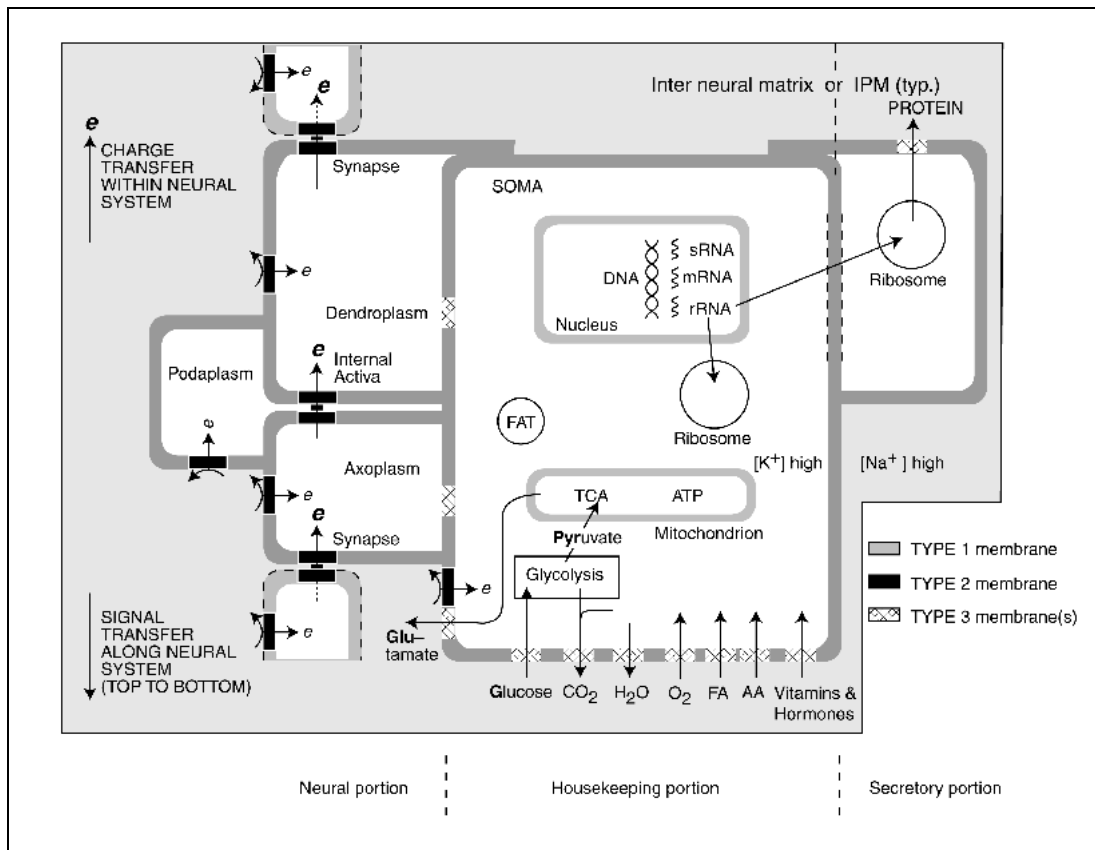 Inter neural matrix or IPM (typ.)
PROTEIN
e
e
e
CHARGE
TRANSFER
WITHIN NEURAL
SYSTEM
Synapse
SOMA
sRNA
DNA
mRNA
rRNA
Nucleus
Ribosome
e
Dendroplasm
e
Internal
Activa
Podaplasm
FAT
Ribosome
e
Axoplasm
[K+] high
[Na+ ] high
e
TCA
ATP
e
Synapse
Pyruvate
Mitochondrion
TYPE 1 membrane
Glycolysis
TYPE 2 membrane
e
TYPE 3 membrane(s)
SIGNAL
TRANSFER
ALONG NEURAL
SYSTEM
(TOP TO BOTTOM)
e
Glu–
tamate
Glucose
CO2
H2O
O2
FA
AA
Vitamins &
Hormones
Neural portion
Housekeeping portion
Secretory portion